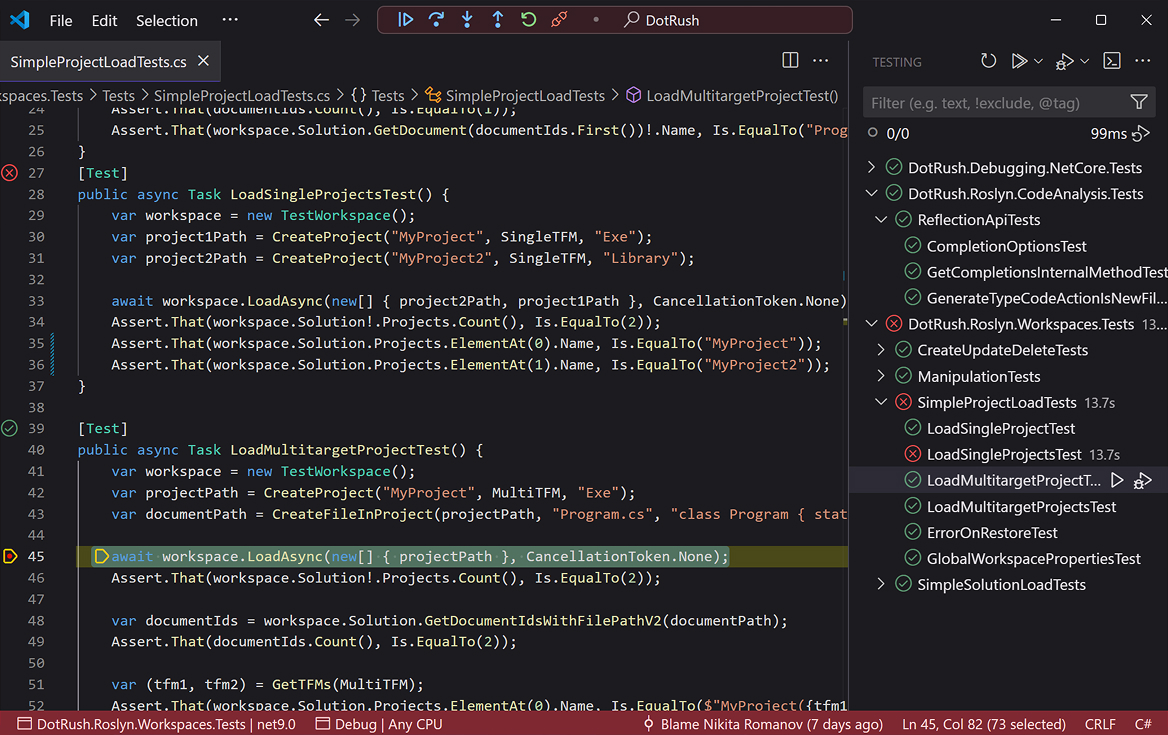 File Edit Selection ··· DotRush
SimpleProjectLoadTests.cs
spaces.Tests > Tests > SimpleProjectLoadTests.cs > {} Tests > SimpleProjectLoadTests > LoadMultitargetProjectTest()
24 Assert.That(documentIds.Count(), Is.EqualTo(1));
25 Assert.That(workspace.Solution.GetDocument(documentIds.First())!.Name, Is.EqualTo("Prog
26 }
27 [Test]
28 public async Task LoadSingleProjectsTest() {
29 var workspace = new TestWorkspace();
30 var project1Path = CreateProject("MyProject", SingleTFM, "Exe");
31 var project2Path = CreateProject("MyProject2", SingleTFM, "Library");
32
33 await workspace.LoadAsync(new[] { project2Path, project1Path }, CancellationToken.None)
34 Assert.That(workspace.Solution!.Projects.Count(), Is.EqualTo(2));
35 Assert.That(workspace.Solution.Projects.ElementAt(0).Name, Is.EqualTo("MyProject"));
36 Assert.That(workspace.Solution.Projects.ElementAt(1).Name, Is.EqualTo("MyProject2"));
37 }
38
39 [Test]
40 public async Task LoadMultitargetProjectTest() {
41 var workspace = new TestWorkspace();
42 var projectPath = CreateProject("MyProject", MultiTFM, "Exe");
43 var documentPath = CreateFileInProject(projectPath, "Program.cs", "class Program { stat
44
45 await workspace.LoadAsync(new[] { projectPath }, CancellationToken.None);
46 Assert.That(workspace.Solution!.Projects.Count(), Is.EqualTo(2));
47
48 var documentIds = workspace.Solution.GetDocumentIdsWithFilePathV2(documentPath);
49 Assert.That(documentIds.Count(), Is.EqualTo(2));
50
51 var (tfm1, tfm2) = GetTFMs(MultiTFM);
52 Assert.That(workspace.Solution.Projects.ElementAt(0).Name, Is.EqualTo($"MyProject({tfm1
TESTING
Filter (e.g. text, !exclude, @tag)
0/0 99ms
DotRush.Debugging.NetCore.Tests
DotRush.Roslyn.CodeAnalysis.Tests
ReflectionApiTests
CompletionOptionsTest
GetCompletionsInternalMethodTest
GenerateTypeCodeActionIsNewFil...
DotRush.Roslyn.Workspaces.Tests 13...
CreateUpdateDeleteTests
ManipulationTests
SimpleProjectLoadTests 13.7s
LoadSingleProjectTest
LoadSingleProjectsTest 13.7s
LoadMultitargetProjectT...
LoadMultitargetProjectsTest
ErrorOnRestoreTest
GlobalWorkspacePropertiesTest
SimpleSolutionLoadTests
DotRush.Roslyn.Workspaces.Tests | net9.0 Debug | Any CPU Blame Nikita Romanov (7 days ago) Ln 45, Col 82 (73 selected) CRLF C#